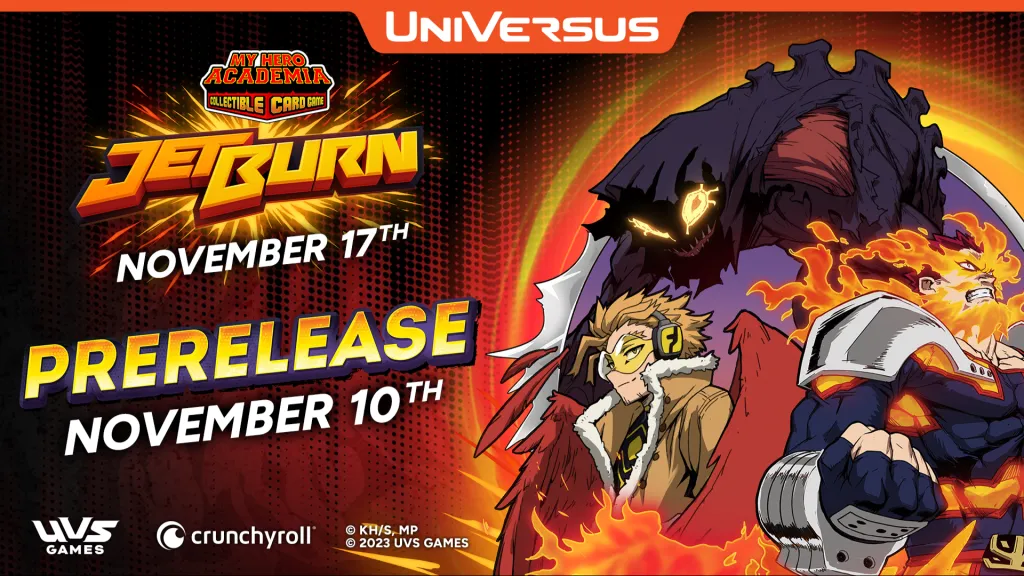 UNIVERSUS
MY HERO
ACADEMIA
COLLECTIBLE CARD GAME
JETBURN
NOVEMBER 17TH
PRERELEASE
NOVEMBER 10TH
UVS
GAMES
crunchyroll
© KH/S, MP
© 2023 UVS GAMES